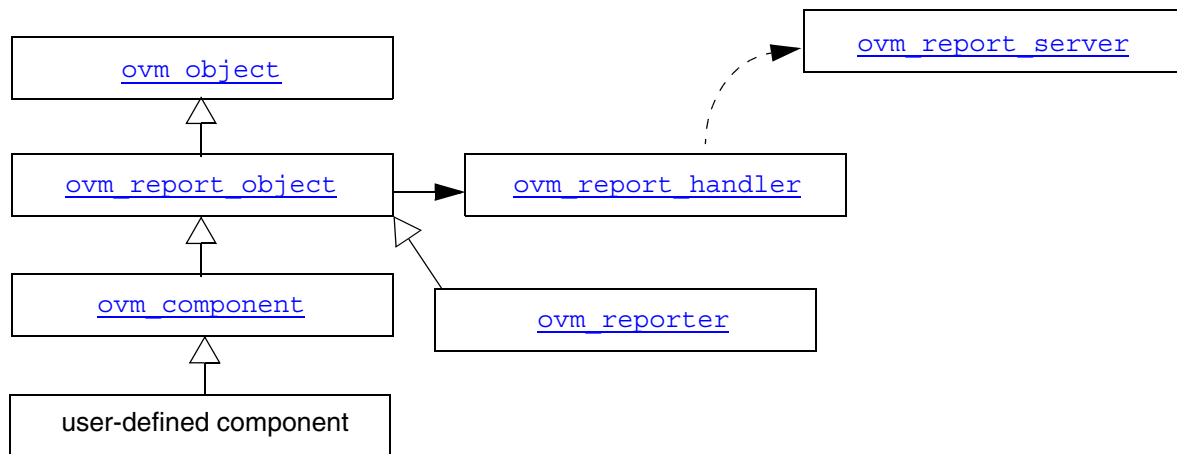 ovm_report_server
ovm_object
ovm_report_object
ovm_report_handler
ovm_component
ovm_reporter
user-defined component